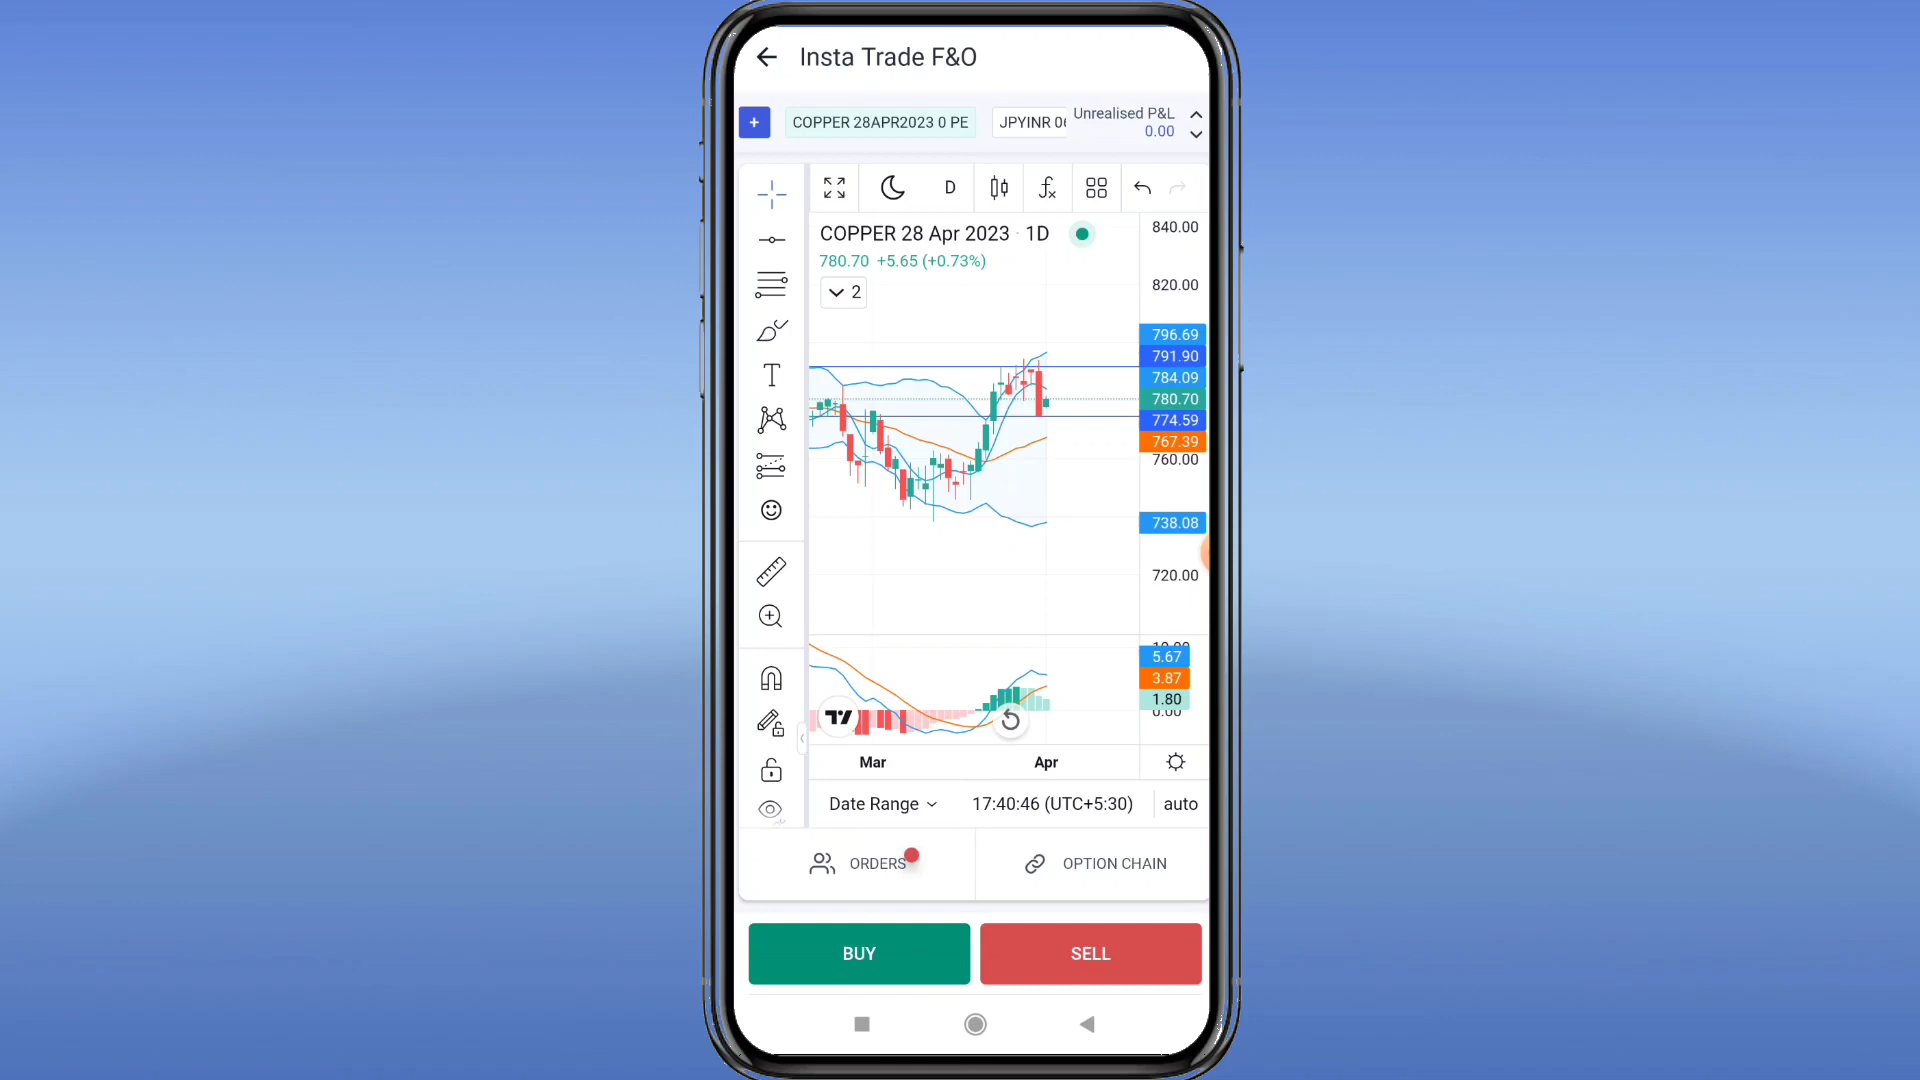 Insta Trade F&O
+
COPPER 28APR2023 0 PE
JPYINR
Unrealised P&L
0.00
D
COPPER 28 Apr 2023 · 1D
780.70 +5.65 (+0.73%)
2
840.00
820.00
796.69
791.90
784.09
780.70
774.59
767.39
760.00
738.08
720.00
5.67
3.87
1.80
0.00
Mar
Apr
Date Range
17:40:46 (UTC+5:30)
auto
ORDERS
OPTION CHAIN
BUY
SELL